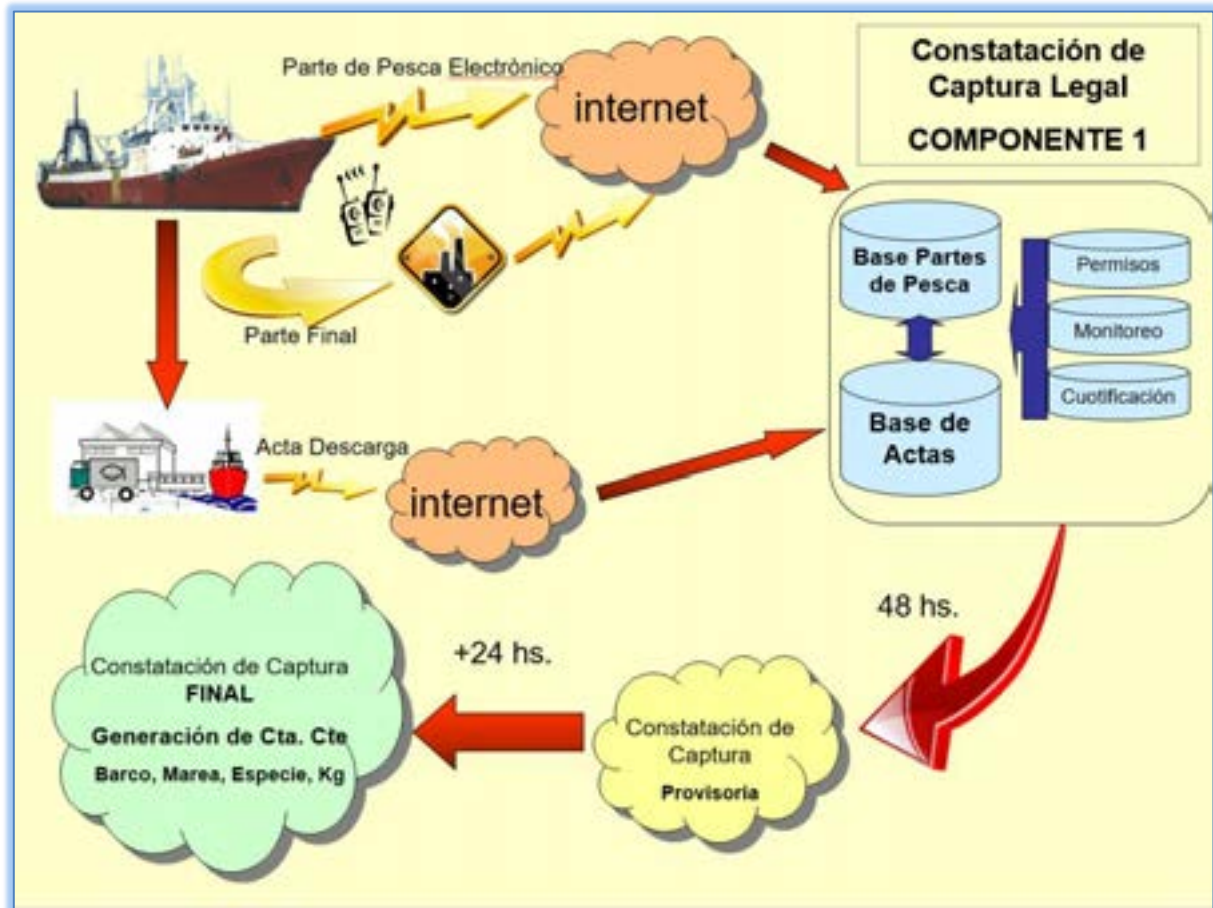 Parte de Pesca Electrónico
internet
Constatación de
Captura Legal
COMPONENTE 1
Base Partes
de Pesca
Permisos
Monitoreo
Cuotificación
Base de
Actas
Parte Final
Acta Descarga
internet
48 hs.
+24 hs.
Constatación de
Captura
Provisoria
Constatación de Captura
FINAL
Generación de Cta. Cte
Barco, Marea, Especie, Kg